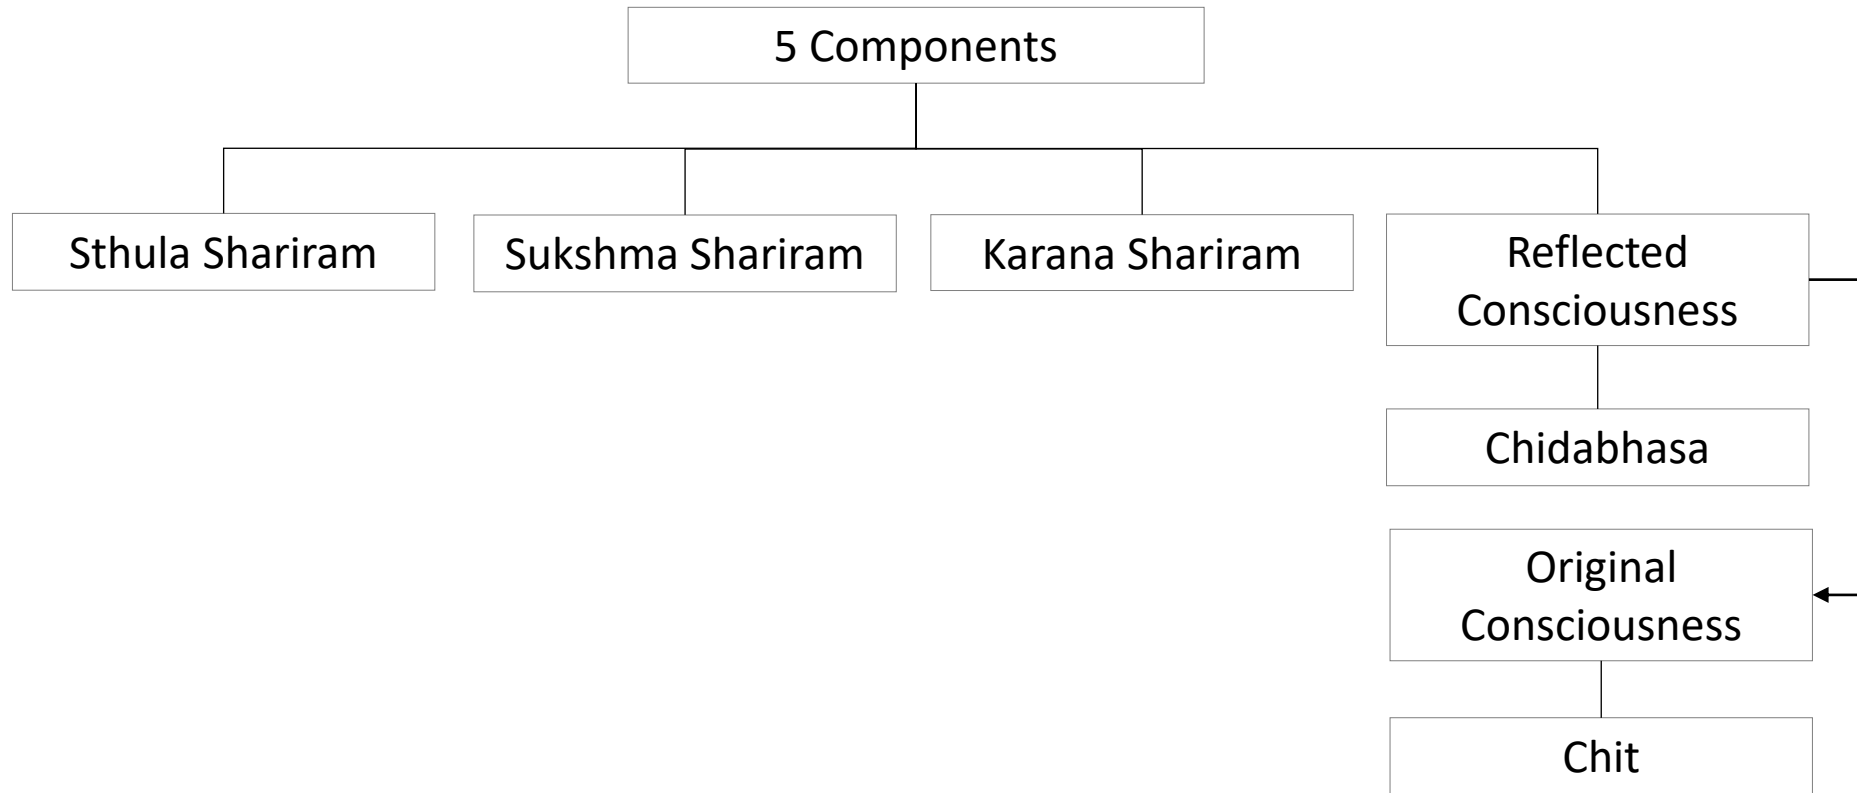 5 Components
Sthula Shariram
Sukshma Shariram
Karana Shariram
Reflected
Consciousness
Chidabhasa
Original
Consciousness
Chit